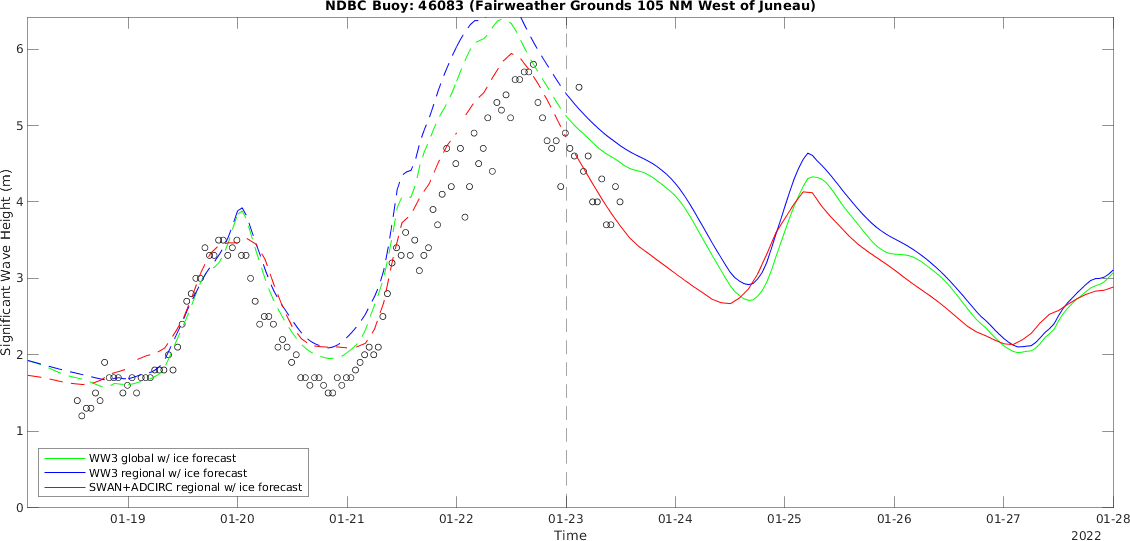 NDBC Buoy: 46083 (Fairweather Grounds 105 NM West of Juneau)
Significant Wave Height (m)
6
5
4
3
2
1
0
WW3 global w/ ice forecast
WW3 regional w/ ice forecast
SWAN+ADCIRC regional w/ ice forecast
01-19 01-20 01-21 01-22 01-23 01-24 01-25 01-26 01-27 01-28
Time
2022